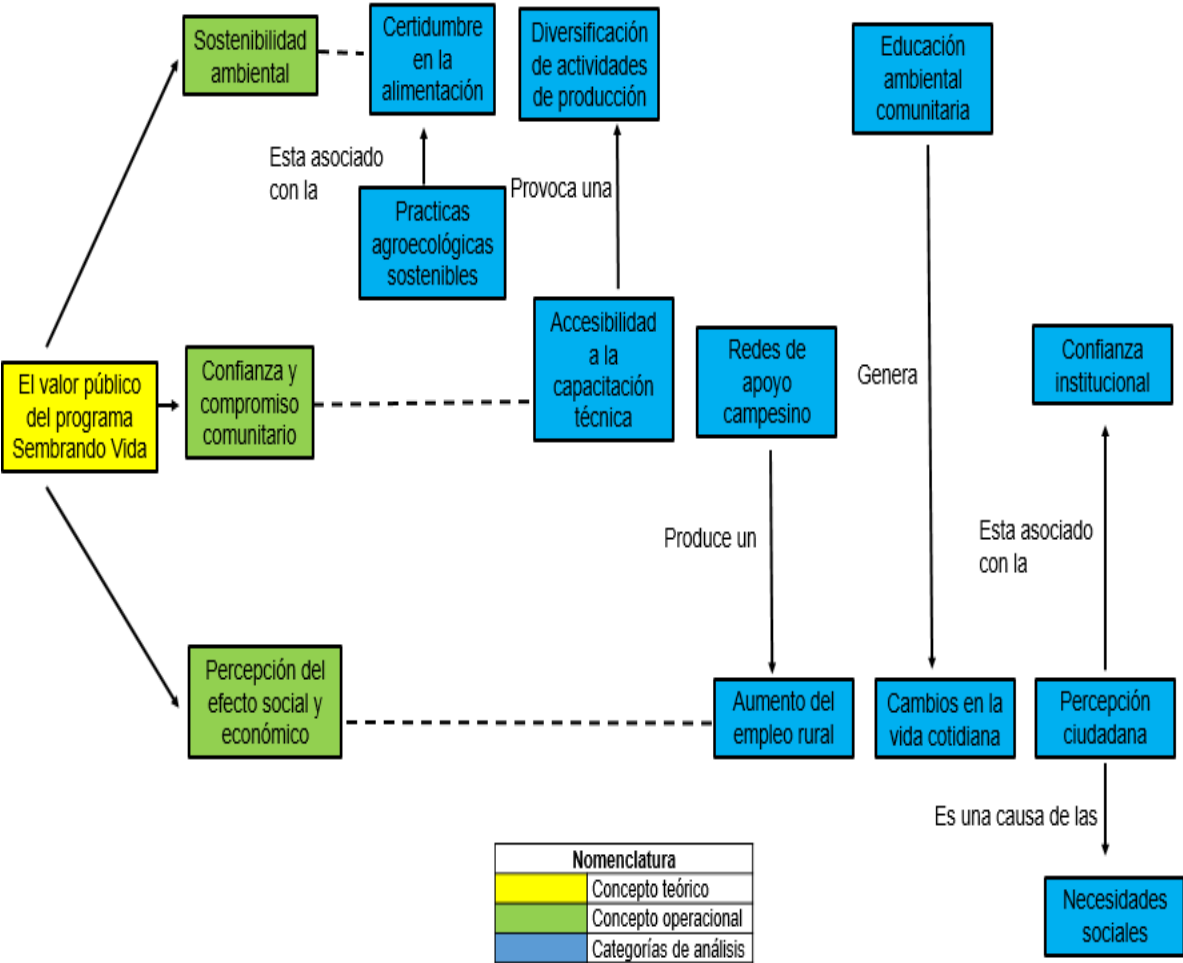 Sostenibilidad
ambiental
Certidumbre
en la
alimentación
Diversificación
de actividades
de producción
Educación
ambiental
comunitaria
Esta asociado
con la
Provoca una
Practicas
agroecológicas
sostenibles
Accesibilidad
a la
capacitación
técnica
Redes de
apoyo
campesino
Genera
Confianza
institucional
El valor público
del programa
Sembrando Vida
Confianza y
compromiso
comunitario
Produce un
Esta asociado
con la
Percepción del
efecto social y
económico
Aumento del
empleo rural
Cambios en la
vida cotidiana
Percepción
ciudadana
Es una causa de las
Necesidades
sociales
Nomenclatura
Concepto teórico
Concepto operacional
Categorías de análisis